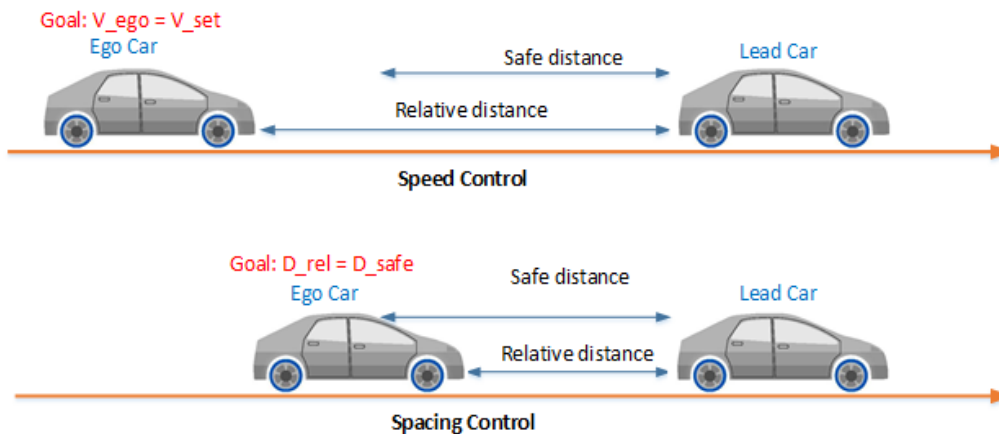 Goal: V_ego = V_set
Ego Car
Safe distance
Lead Car
Relative distance
Speed Control
Goal: D_rel = D_safe
Ego Car
Safe distance
Lead Car
Relative distance
Spacing Control